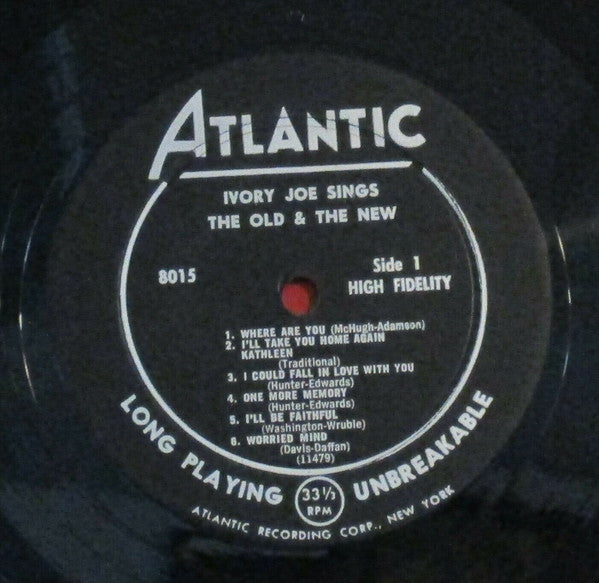 ATLANTIC
IVORY JOE SINGS
THE OLD & THE NEW
8015
Side 1
HIGH FIDELITY
1. WHERE ARE YOU (McHugh-Adamson)
2. I'LL TAKE YOU HOME AGAIN
KATHLEEN
(Traditional)
3. I COULD FALL IN LOVE WITH YOU
(Hunter-Edwards)
4. ONE MORE MEMORY
(Hunter-Edwards)
5. I'LL BE FAITHFUL
(Washington-Wruble)
6. WORRIED MIND
(Davis-Daffan)
(11479)
LONG PLAYING
33 1/3
RPM
UNBREAKABLE
ATLANTIC RECORDING CORP., NEW YORK